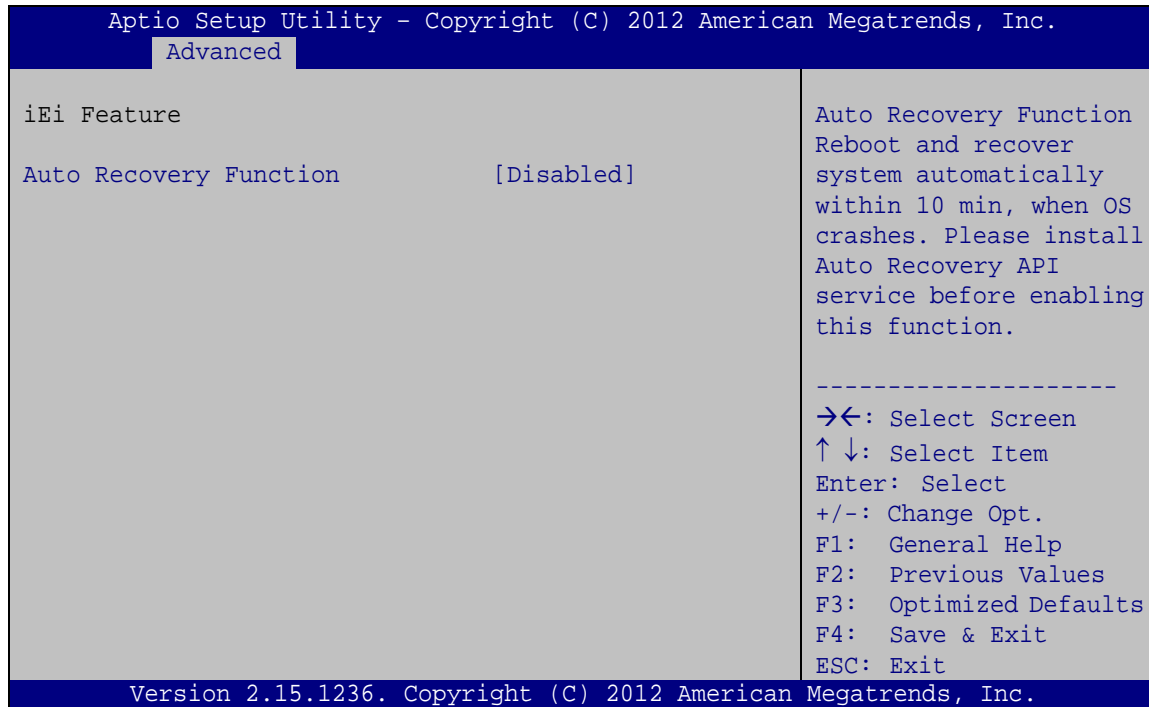 Aptio Setup Utility – Copyright (C) 2012 American Megatrends, Inc.
Advanced
iEi Feature
Auto Recovery Function [Disabled]
Auto Recovery Function
Reboot and recover
system automatically
within 10 min, when OS
crashes. Please install
Auto Recovery API
service before enabling
this function.
---------------------
→←: Select Screen
↑ ↓: Select Item
Enter: Select
+/-: Change Opt.
F1: General Help
F2: Previous Values
F3: Optimized Defaults
F4: Save & Exit
ESC: Exit
Version 2.15.1236. Copyright (C) 2012 American Megatrends, Inc.